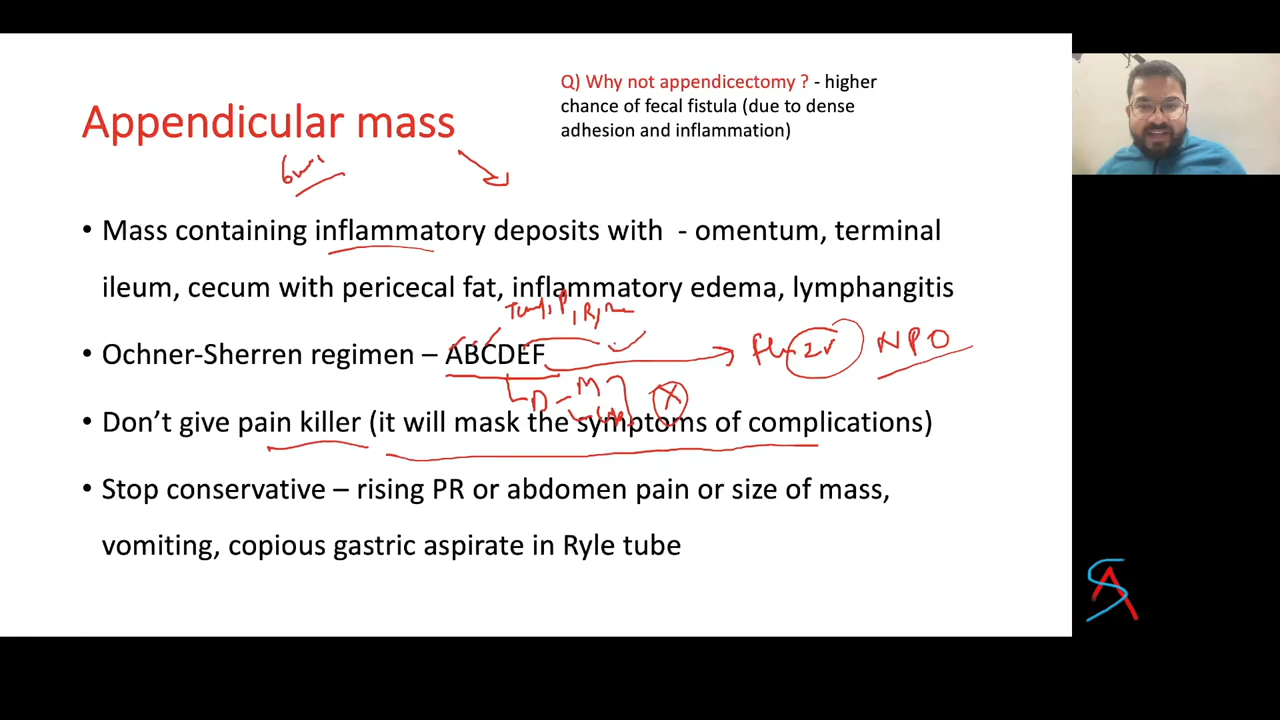 Q) Why not appendicectomy ? - higher
chance of fecal fistula (due to dense
adhesion and inflammation)
Appendicular mass
• Mass containing inflammatory deposits with - omentum, terminal
ileum, cecum with pericecal fat, inflammatory edema, lymphangitis
• Ochner-Sherren regimen – ABCDEF
NPO
D - M
• Don't give pain killer (it will mask the symptoms of complications)
• Stop conservative – rising PR or abdomen pain or size of mass,
vomiting, copious gastric aspirate in Ryle tube